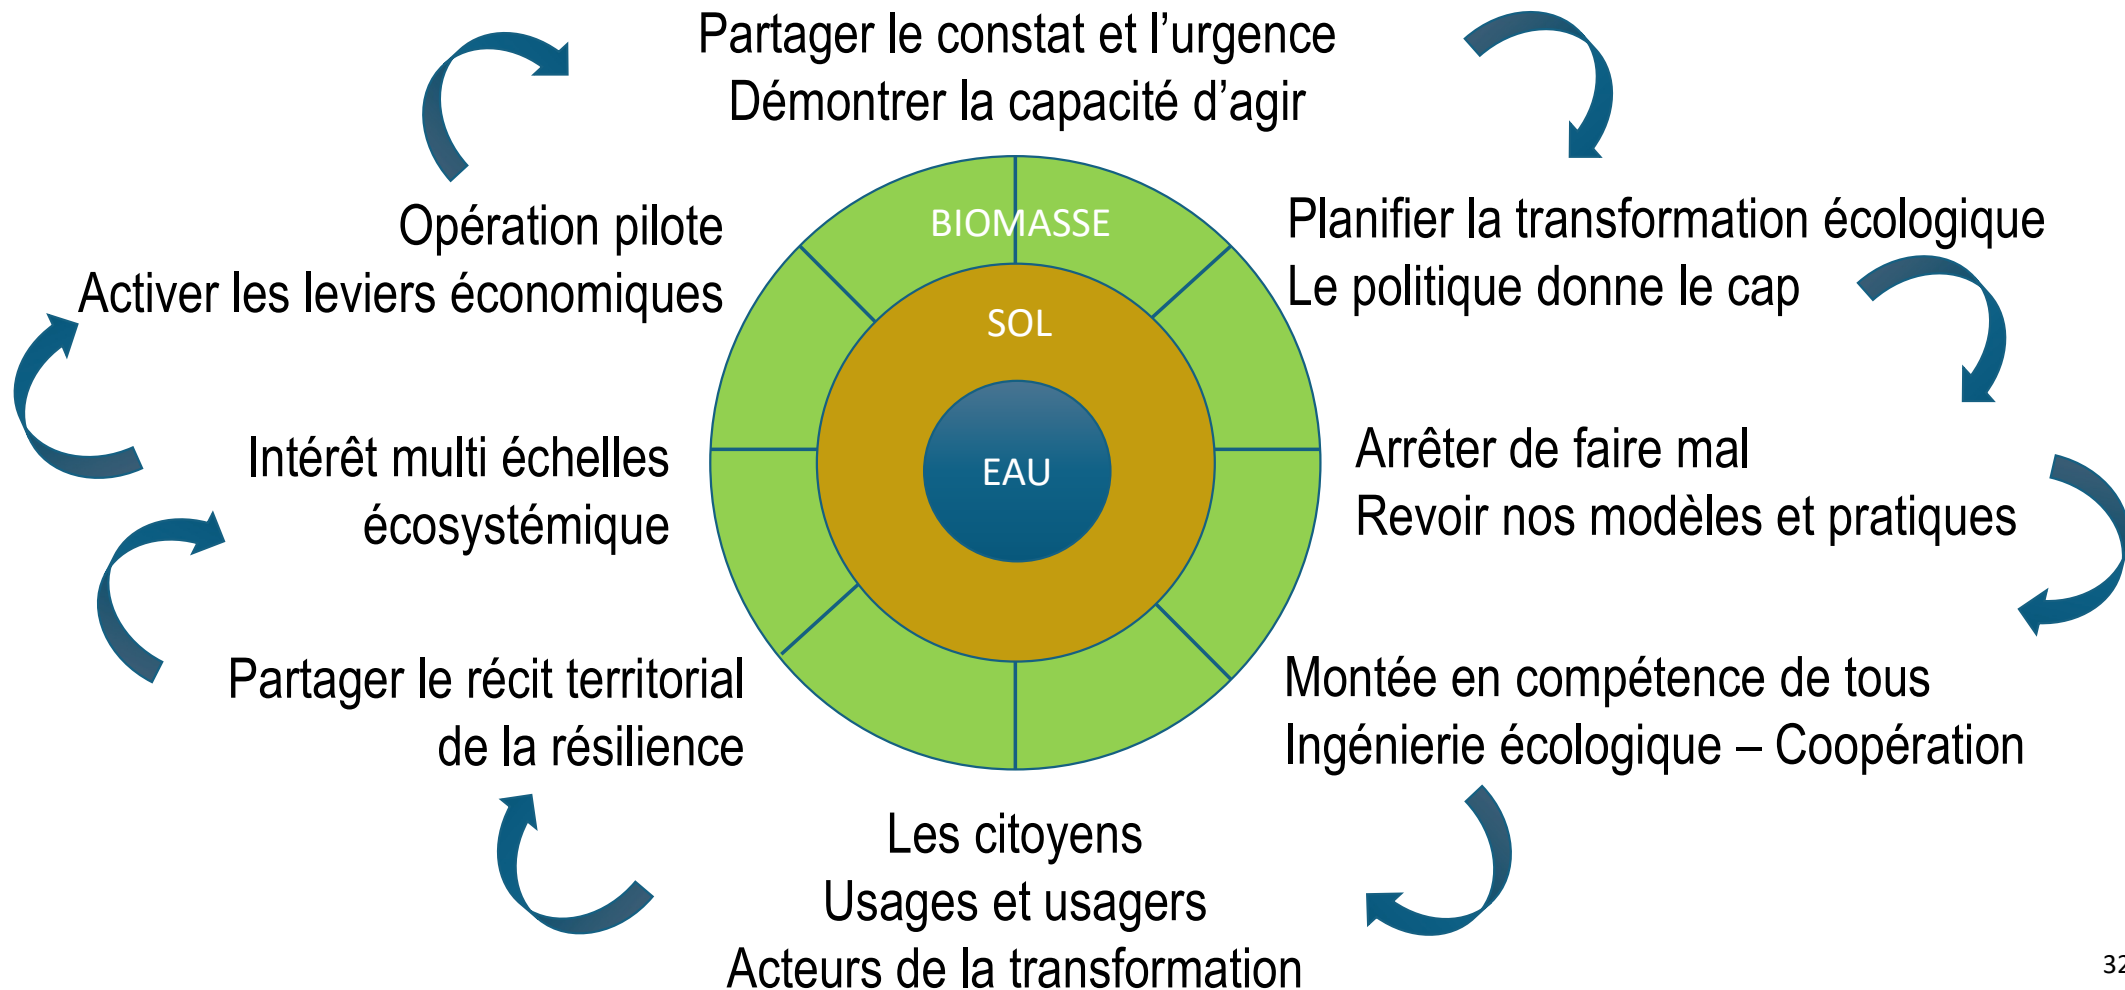 Partager le constat et l’urgence
Démontrer la capacité d’agir
Planifier la transformation écologique
Le politique donne le cap
Arrêter de faire mal
Revoir nos modèles et pratiques
Montée en compétence de tous
Ingénierie écologique – Coopération
Les citoyens
Usages et usagers
Acteurs de la transformation
Partager le récit territorial
de la résilience
Intérêt multi échelles
écosystémique
Opération pilote
Activer les leviers économiques
BIOMASSE
SOL
EAU
32